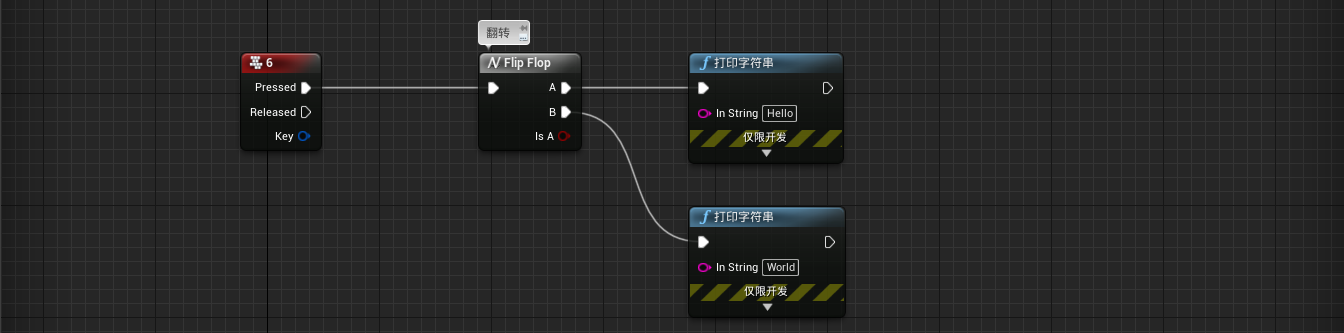 翻转
6
Pressed
Released
Key
Flip Flop
A
B
Is A
打印字符串
In String Hello
仅限开发
打印字符串
In String World
仅限开发